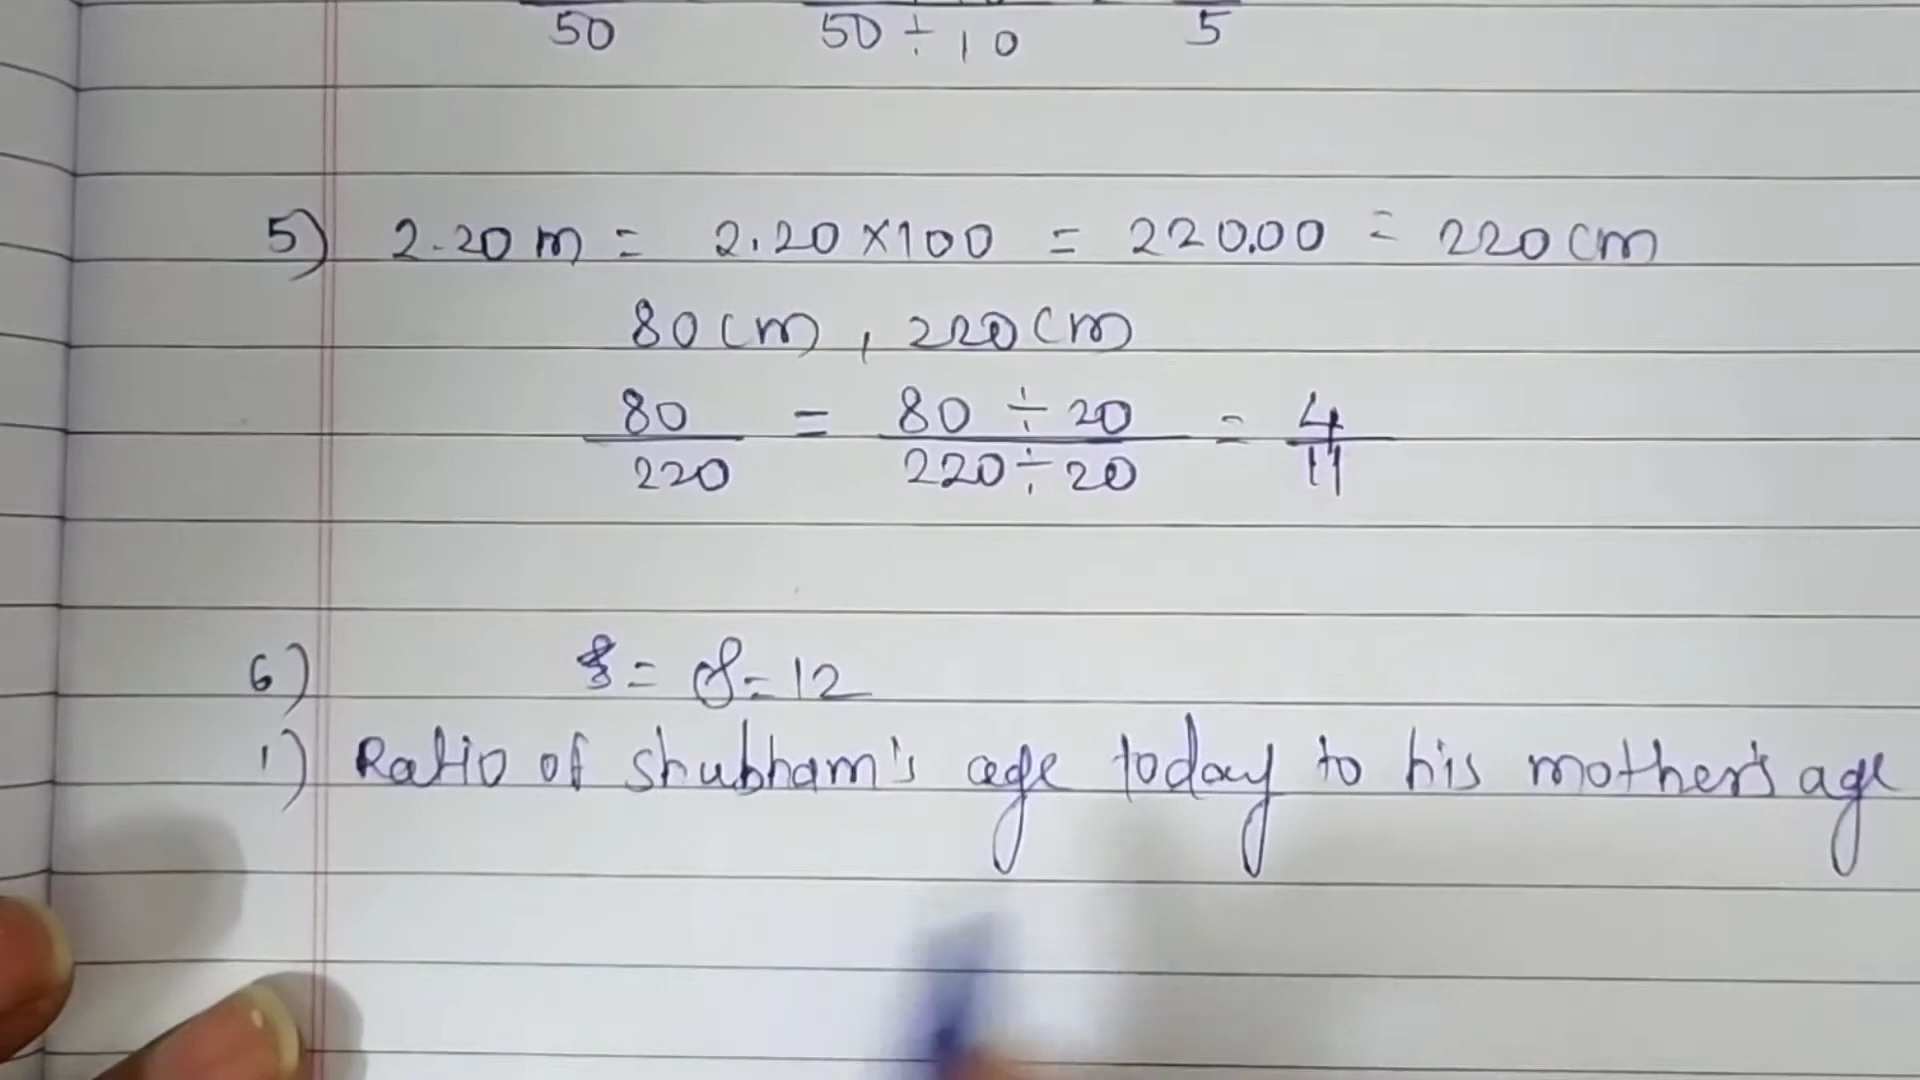 50 50 ÷ 10 5
5) 2.20 m = 2.20 × 100 = 220.00 = 220 cm
80 cm , 220 cm
80 = 80 ÷ 20 = 4
220 220 ÷ 20 11
6) = 12
1) Ratio of shubham's age today to his mother's age